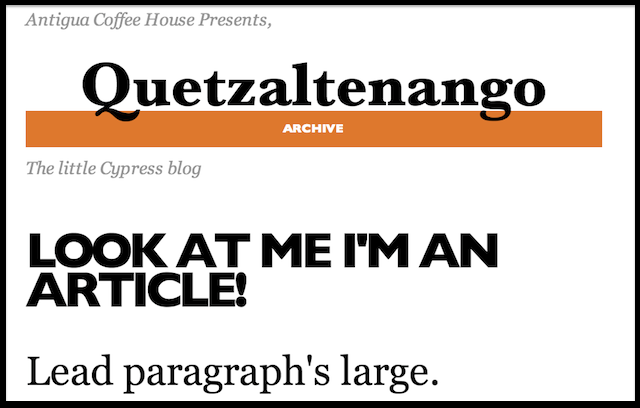 Antigua Coffee House Presents,
Quetzaltenango
ARCHIVE
The little Cypress blog
LOOK AT ME I'M AN
ARTICLE!
Lead paragraph's large.